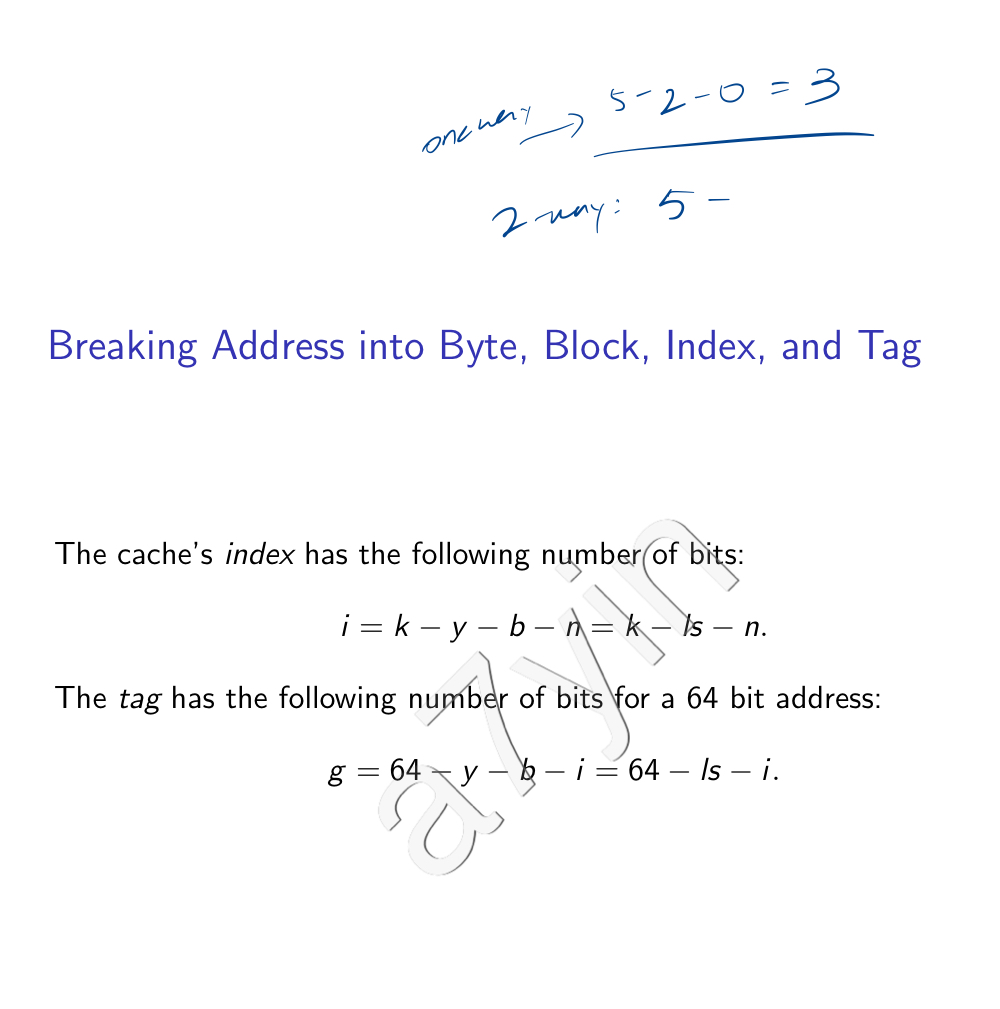 one way → 5 - 2 - 0 = 3
2-way: 5 -
Breaking Address into Byte, Block, Index, and Tag
The cache's index has the following number of bits:
i = k − y − b − n = k − ls − n.
The tag has the following number of bits for a 64 bit address:
g = 64 − y − b − i = 64 − ls − i.
a7yin